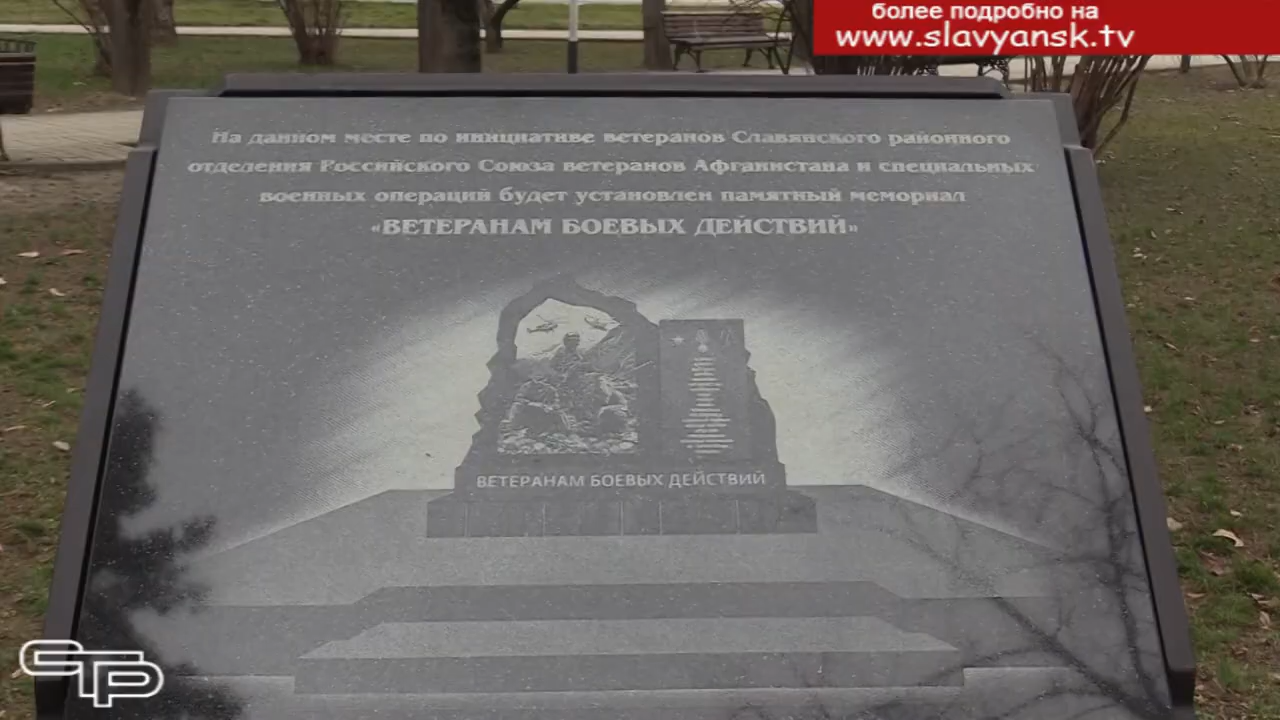 более подробно на
www.slavyansk.tv
На данном месте по инициативе ветеранов Славянского районного
отделения Российского Союза ветеранов Афганистана и специальных
военных операций будет установлен памятный мемориал
«ВЕТЕРАНАМ БОЕВЫХ ДЕЙСТВИЙ»
ВЕТЕРАНАМ БОЕВЫХ ДЕЙСТВИЙ
СТР